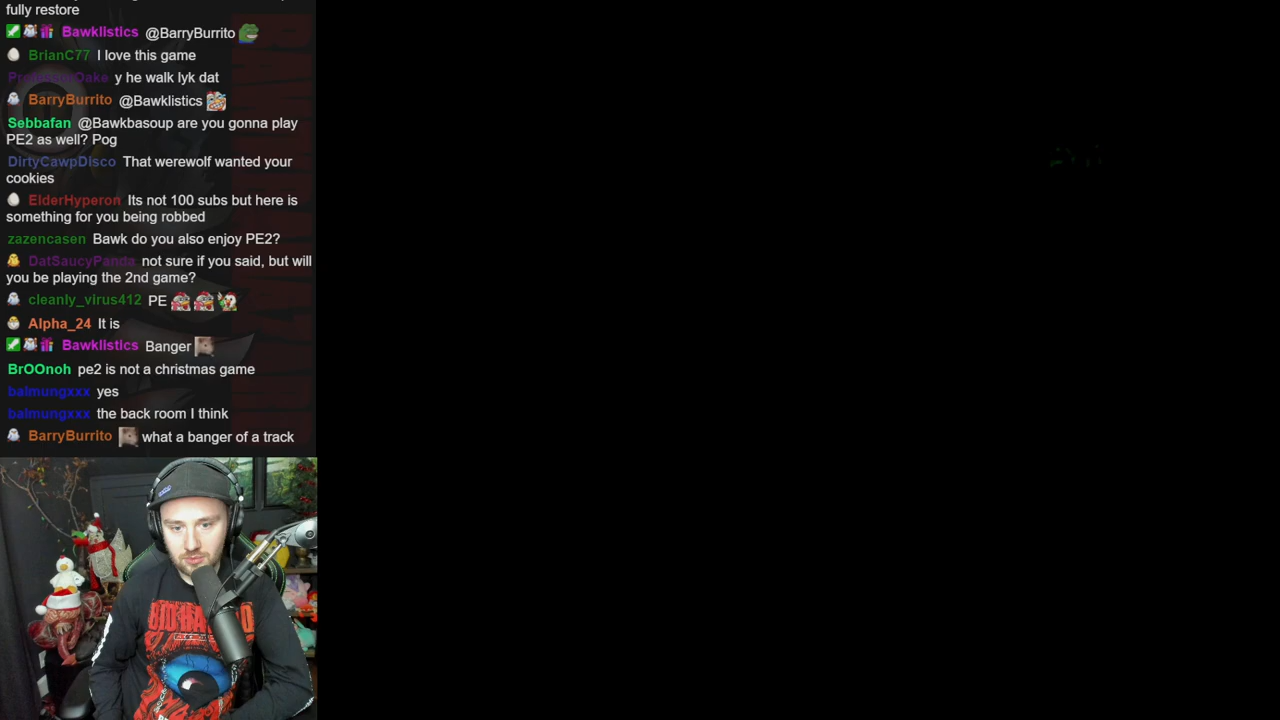 fully restore
Bawklistics @BarryBurrito
BrianC77 I love this game
y he walk lyk dat
BarryBurrito @Bawklistics
Sebbafan @Bawkbasoup are you gonna play
PE2 as well? Pog
DirtyCawpDisco That werewolf wanted your
cookies
ElderHyperon Its not 100 subs but here is
something for you being robbed
zazencasen Bawk do you also enjoy PE2?
DatSaucyPanda not sure if you said, but will
you be playing the 2nd game?
cleanly_virus412 PE
Alpha_24 It is
Bawklistics Banger
BrOOnoh pe2 is not a christmas game
balmungxxx yes
balmungxxx the back room I think
BarryBurrito what a banger of a track